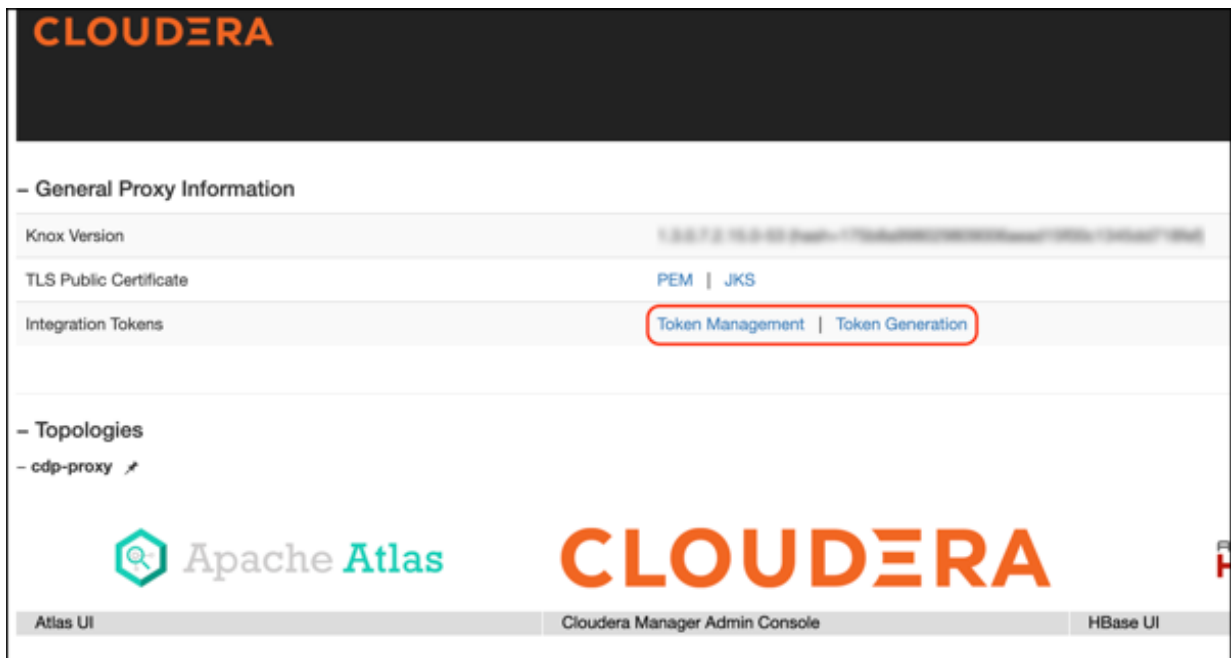 CLOUDERA
– General Proxy Information
Knox Version
TLS Public Certificate PEM | JKS
Integration Tokens Token Management | Token Generation
– Topologies
– cdp-proxy
Apache Atlas CLOUDERA
Atlas UI Cloudera Manager Admin Console HBase UI